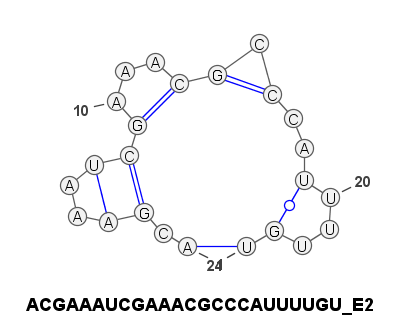 C
A A G C
10 A C
G C
C A
U U 20
A U
A A G C G U
A U U
24
ACGAAAUCGAAACGCCCAUUUUGU_E2